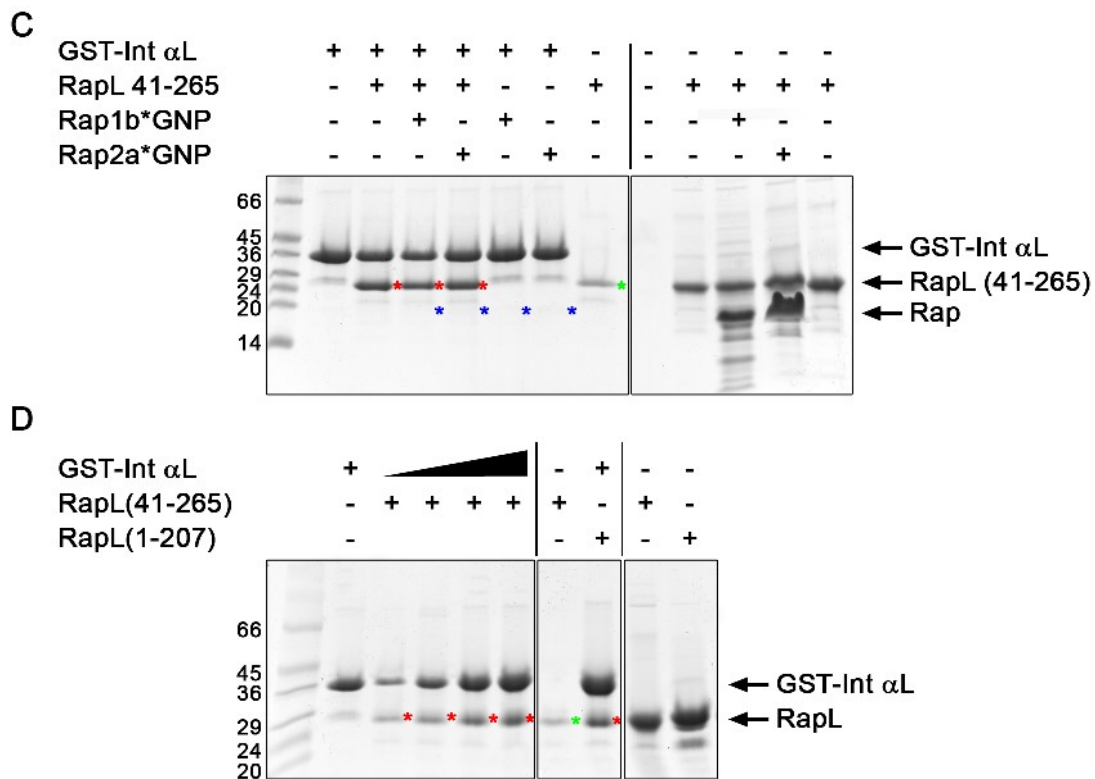 C
GST-Int αL + + + + + + - - - - - -
RapL 41-265 - + + + - - + - + + + +
Rap1b*GNP - - + - + - - - - + - -
Rap2a*GNP - - - + - + - - - - + -
66
45
36
29
24
20
14
* * * *
* * * *
GST-Int αL
RapL (41-265)
Rap
D
GST-Int αL + - + - -
RapL(41-265) - + + + + + - + -
RapL(1-207) - - + - +
66
45
36
29
24
20
* * * * * *
GST-Int αL
RapL